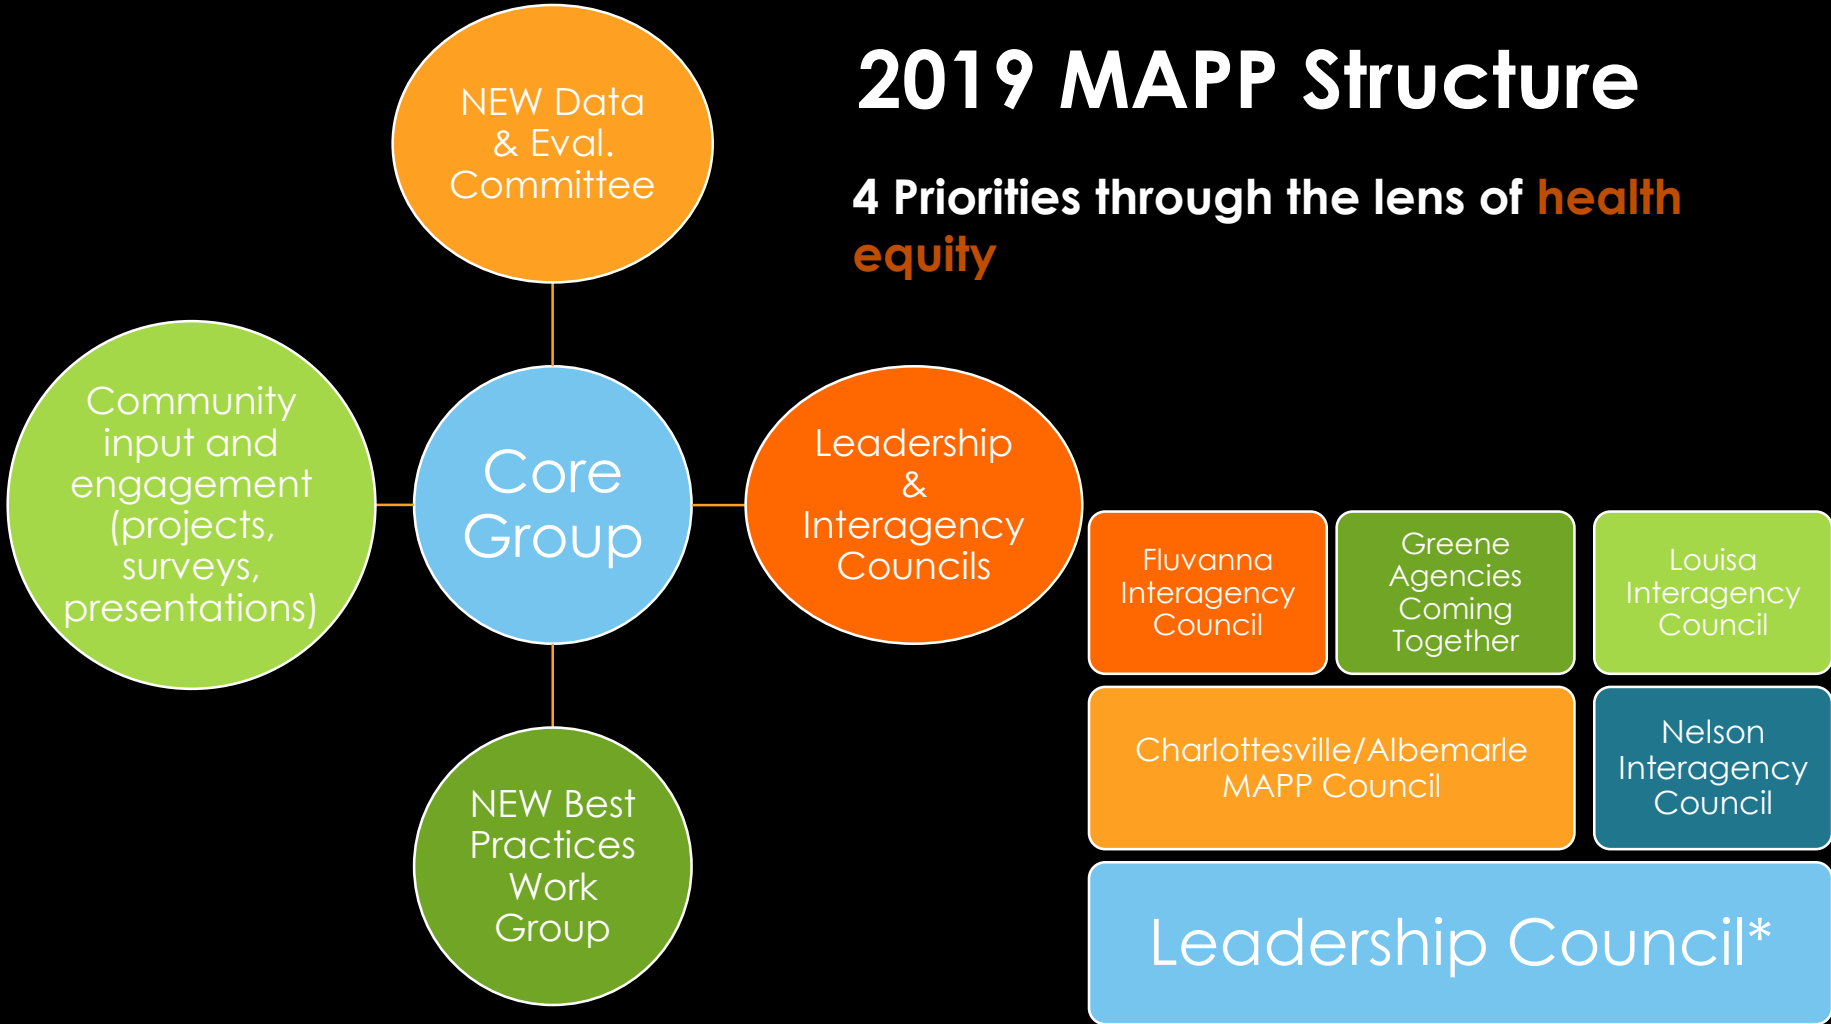 2019 MAPP Structure
4 Priorities through the lens of health
equity
NEW Data
& Eval.
Committee
Community
input and
engagement
(projects,
surveys,
presentations)
Core
Group
Leadership
&
Interagency
Councils
NEW Best
Practices
Work
Group
Fluvanna
Interagency
Council
Greene
Agencies
Coming
Together
Louisa
Interagency
Council
Charlottesville/Albemarle
MAPP Council
Nelson
Interagency
Council
Leadership Council*